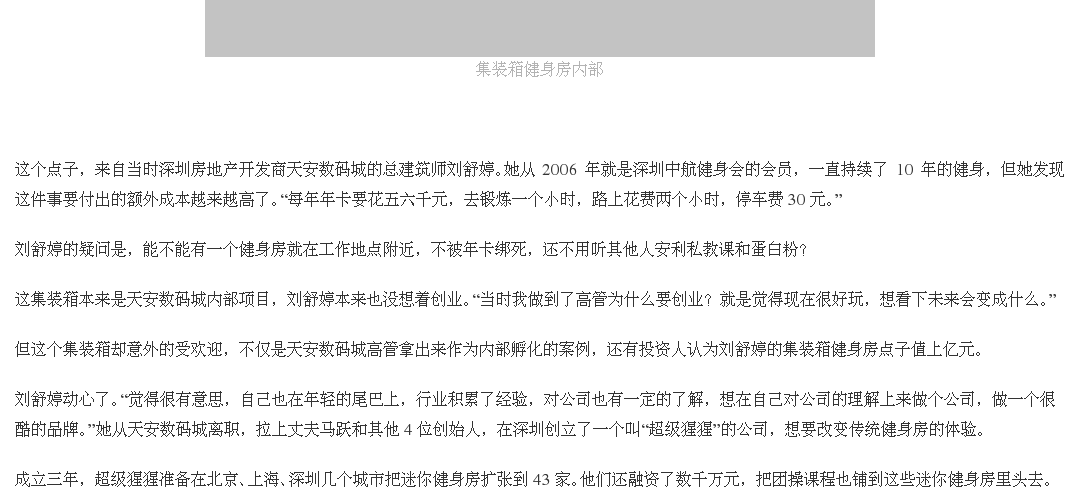 集装箱健身房内部
这个点子，来自当时深圳房地产开发商天安数码城的总建筑师刘舒婷。她从 2006 年就是深圳中航健身会的会员，一直持续了 10 年的健身，但她发现
这件事要付出的额外成本越来越高了。“每年年卡要花五六千元，去锻炼一个小时，路上花费两个小时，停车费 30 元。”
刘舒婷的疑问是，能不能有一个健身房就在工作地点附近，不被年卡绑死，还不用听其他人安利私教课和蛋白粉？
这集装箱本来是天安数码城内部项目，刘舒婷本来也没想着创业。“当时我做到了高管为什么要创业？就是觉得现在很好玩，想看下未来会变成什么。”
但这个集装箱却意外的受欢迎，不仅是天安数码城高管拿出来作为内部孵化的案例，还有投资人认为刘舒婷的集装箱健身房点子值上亿元。
刘舒婷动心了。“觉得很有意思，自己也在年轻的尾巴上，行业积累了经验，对公司也有一定的了解，想在自己对公司的理解上来做个公司，做一个很
酷的品牌。”她从天安数码城离职，拉上丈夫马跃和其他 4 位创始人，在深圳创立了一个叫“超级猩猩”的公司，想要改变传统健身房的体验。
成立三年，超级猩猩准备在北京、上海、深圳几个城市把迷你健身房扩张到 43 家。他们还融资了数千万元，把团操课程也铺到这些迷你健身房里头去。